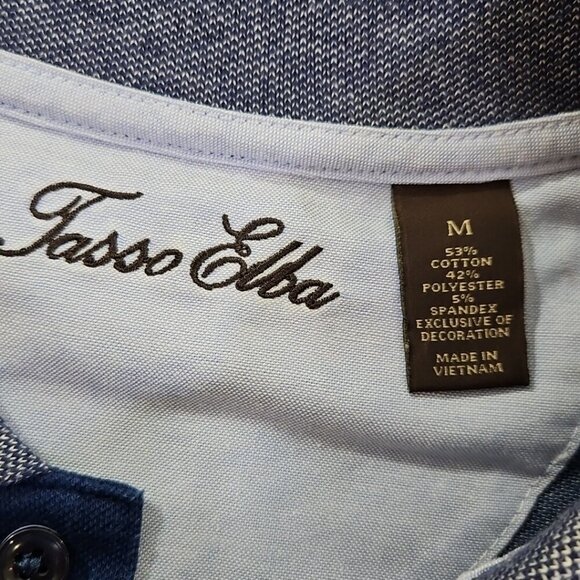 Tasso Elba
M
53%
COTTON
42%
POLYESTER
5%
SPANDEX
EXCLUSIVE OF
DECORATION
MADE IN
VIETNAM